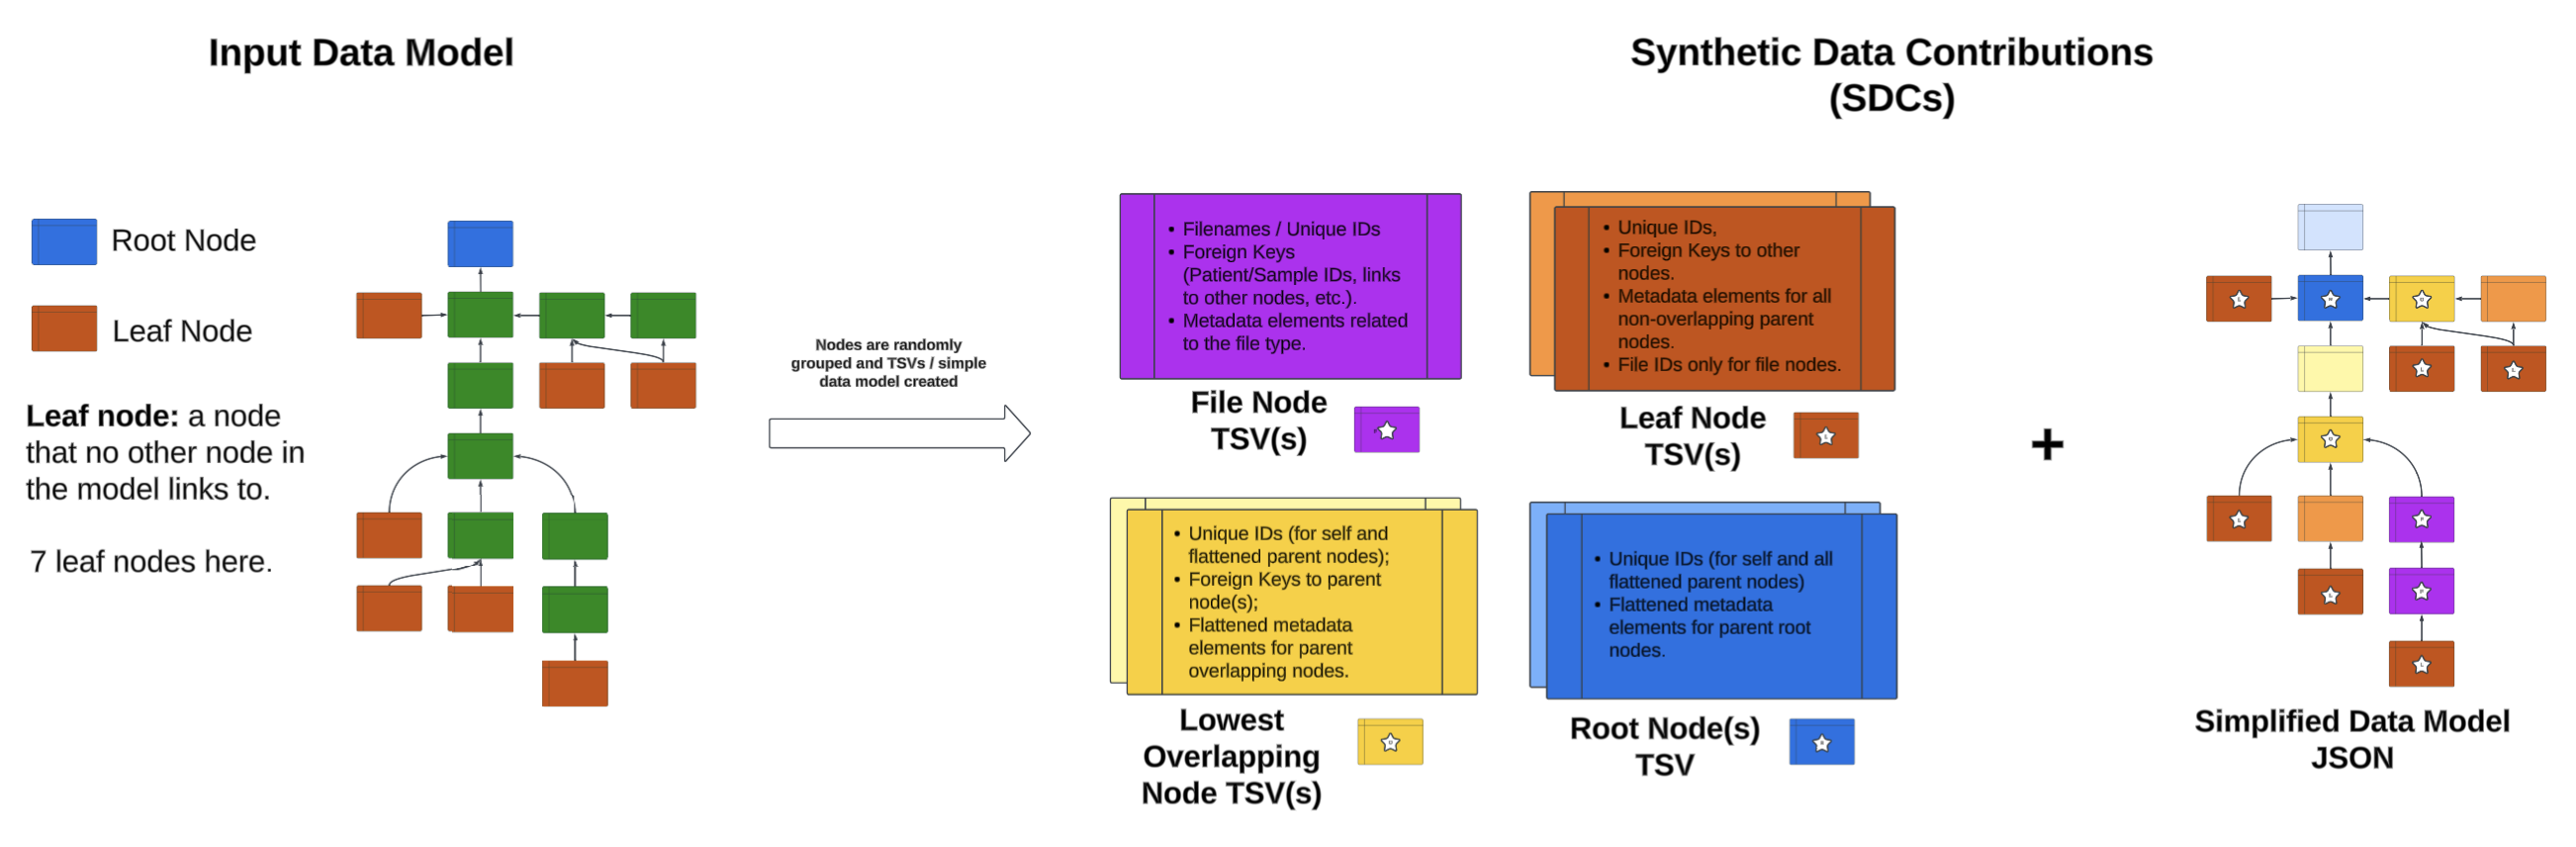 Input Data Model
Root Node
Leaf Node
Leaf node: a node
that no other node in
the model links to.
7 leaf nodes here.
Nodes are randomly
grouped and TSVs / simple
data model created
Synthetic Data Contributions
(SDCs)
• Filenames / Unique IDs
• Foreign Keys
(Patient/Sample IDs, links
to other nodes, etc.).
• Metadata elements related
to the file type.
File Node
TSV(s)
• Unique IDs,
• Foreign Keys to other
nodes.
• Metadata elements for all
non-overlapping parent
nodes.
• File IDs only for file nodes.
Leaf Node
TSV(s)
• Unique IDs (for self and
flattened parent nodes);
• Foreign Keys to parent
node(s);
• Flattened metadata
elements for parent
overlapping nodes.
Lowest
Overlapping
Node TSV(s)
• Unique IDs (for self and all
flattened parent nodes)
• Flattened metadata
elements for parent root
nodes.
Root Node(s)
TSV
+
Simplified Data Model
JSON